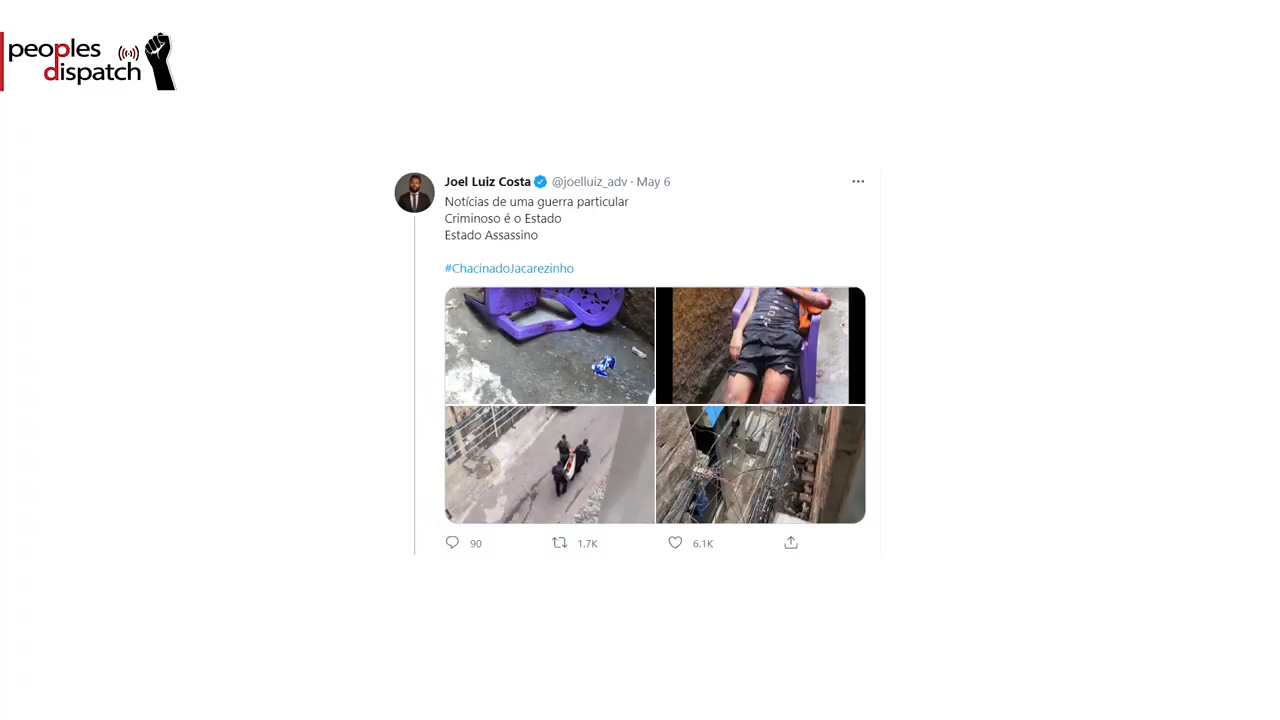 peoples
dispatch
Joel Luiz Costa @joelluiz_adv · May 6
Notícias de uma guerra particular
Criminoso é o Estado
Estado Assassino
#ChacinadoJacarezinho
90 1.7K 6.1K